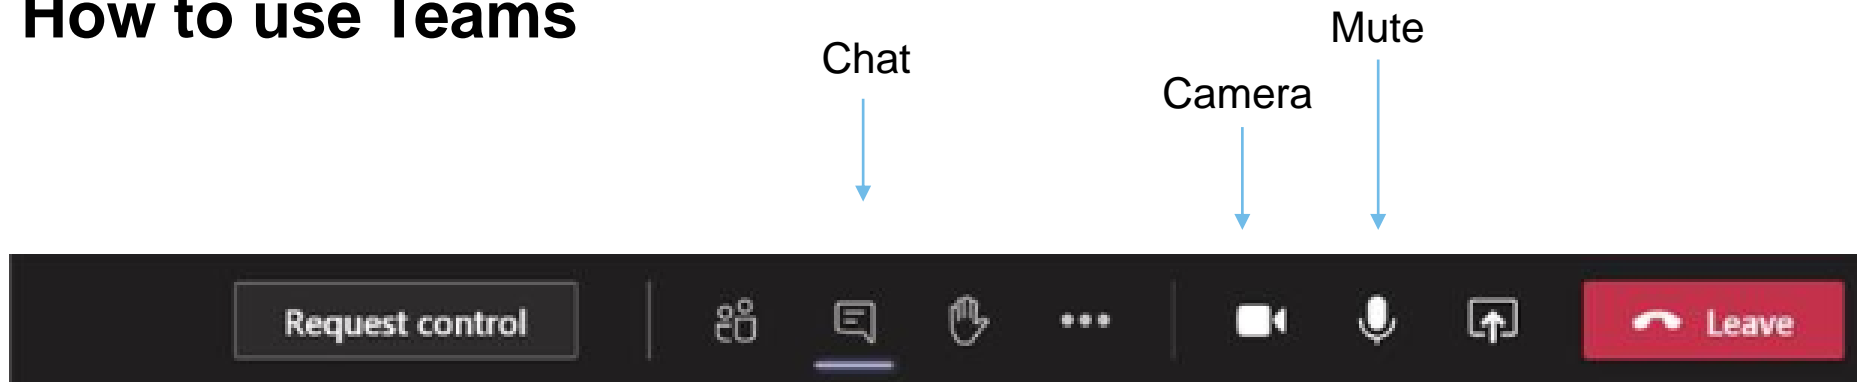 How to use Teams
Mute
Chat
Camera
Request control
Leave